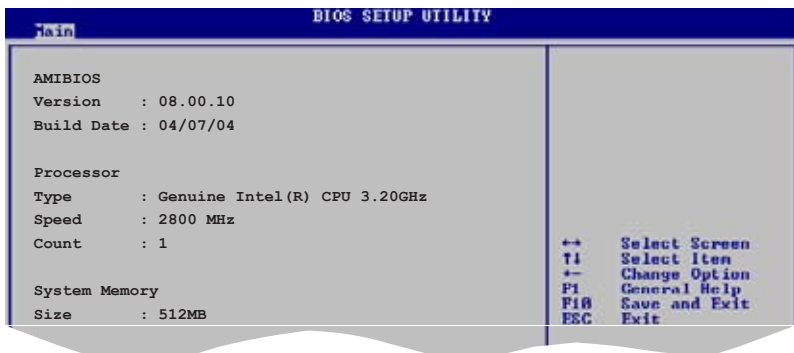 BIOS SETUP UTILITY
Main
AMIBIOS
Version : 08.00.10
Build Date : 04/07/04
Processor
Type : Genuine Intel(R) CPU 3.20GHz
Speed : 2800 MHz
Count : 1
System Memory
Size : 512MB
←→ Select Screen
↑↓ Select Item
+- Change Option
F1 General Help
F10 Save and Exit
ESC Exit